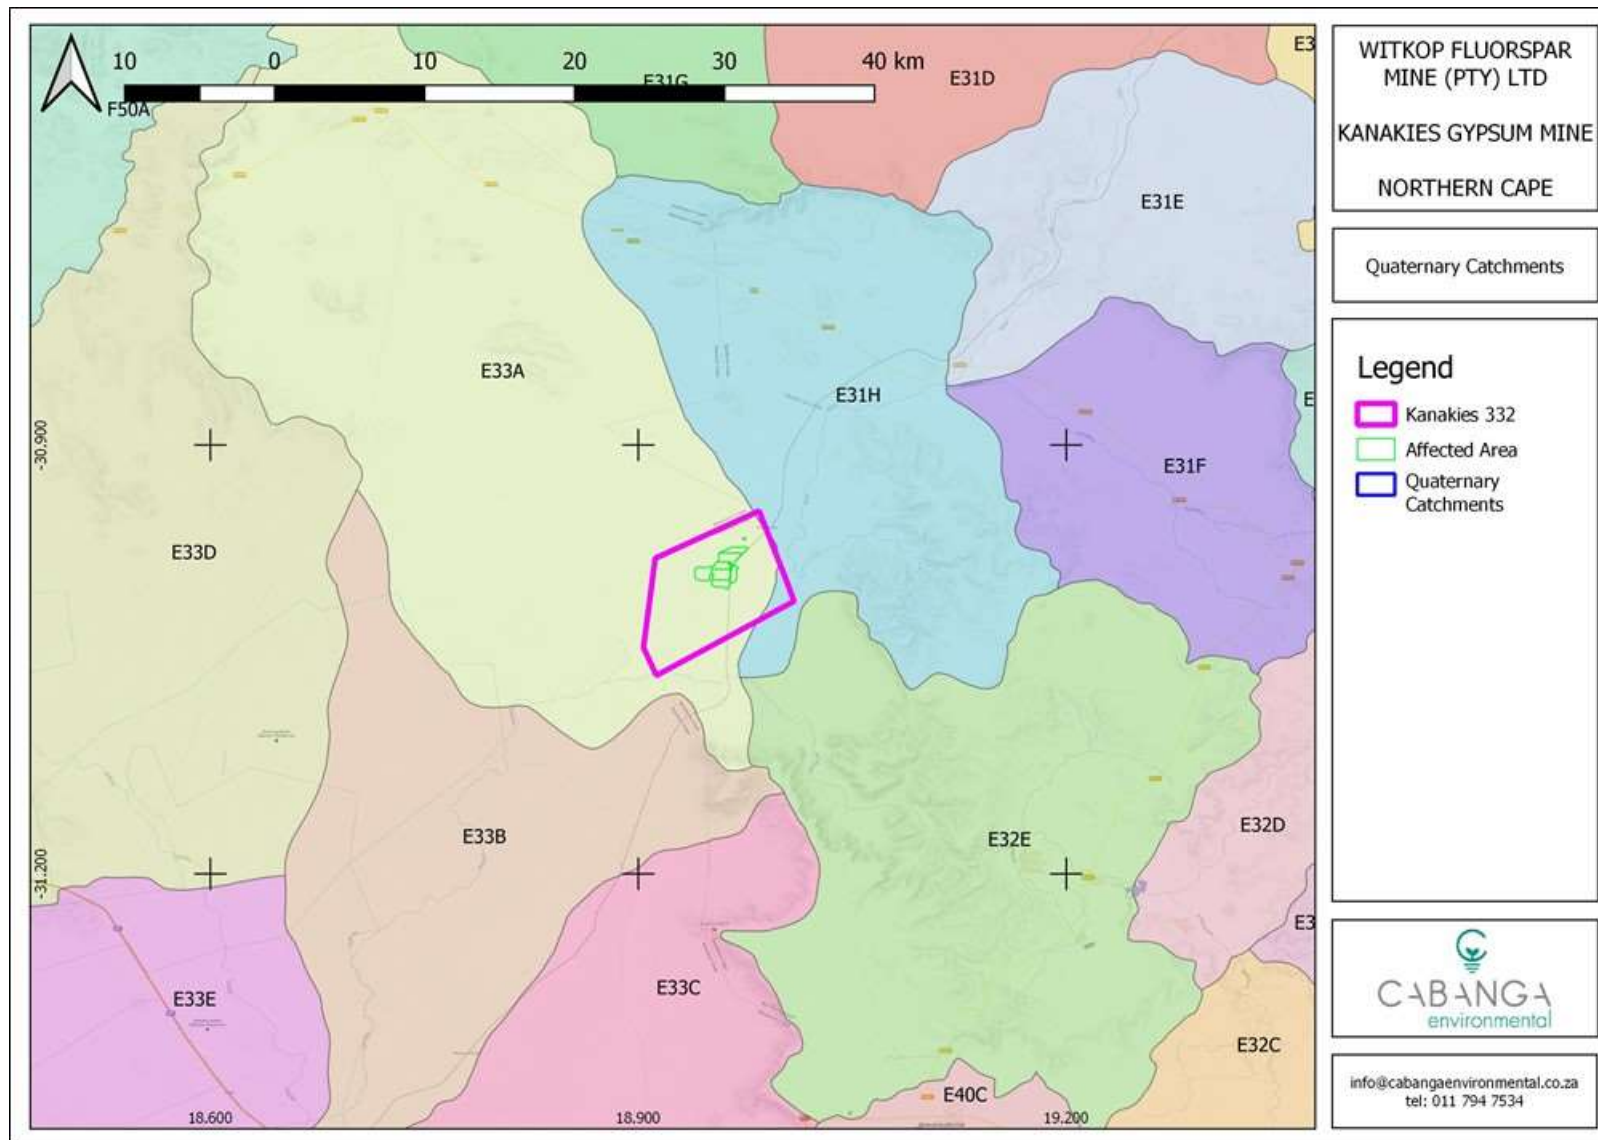 10 0 10 20 30 40 km
E31G
E31D
E3
F50A
E31E
E33A
E31H
E
E31F
E33D
E33B
E32E
E32D
E3
E33E
E33C
E32C
E40C
-30.900
-31.200
18.600
18.900
19.200
WITKOP FLUORSPAR
MINE (PTY) LTD
KANAKIES GYPSUM MINE
NORTHERN CAPE
Quaternary Catchments
Legend
Kanakies 332
Affected Area
Quaternary
Catchments
CABANGA
environmental
info@cabangaenvironmental.co.za
tel: 011 794 7534